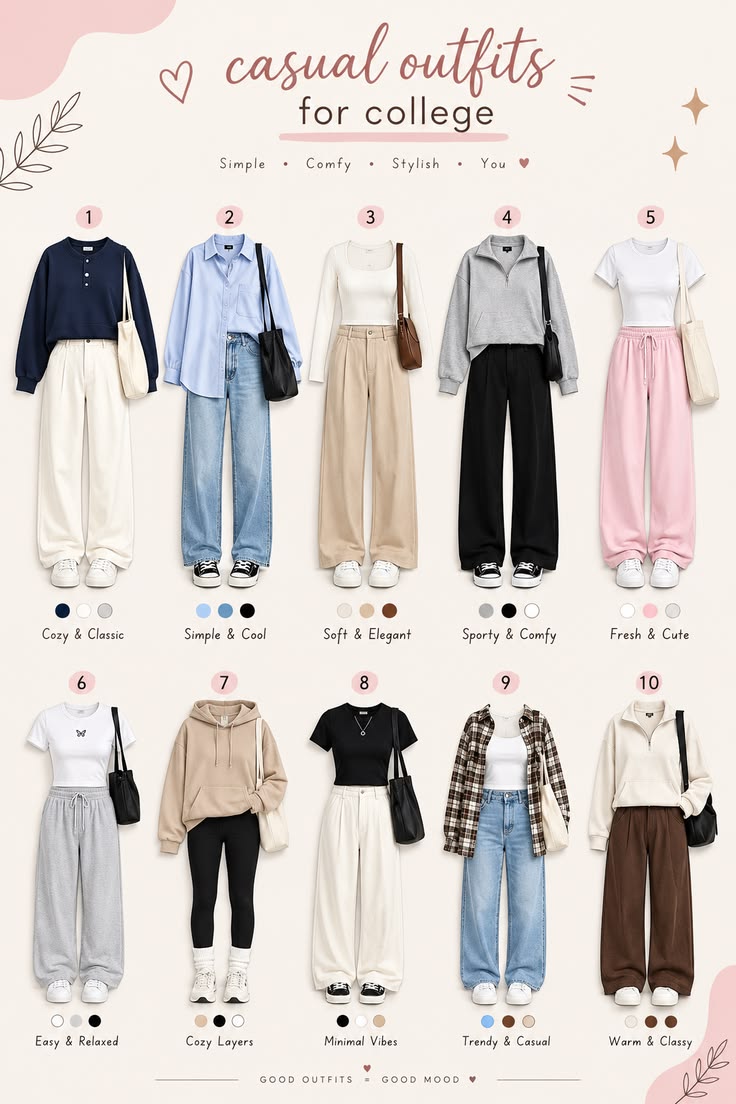 casual outfits
for college
Simple • Comfy • Stylish • You ♥
1
2
3
4
5
Cozy & Classic
Simple & Cool
Soft & Elegant
Sporty & Comfy
Fresh & Cute
6
7
8
9
10
Easy & Relaxed
Cozy Layers
Minimal Vibes
Trendy & Casual
Warm & Classy
GOOD OUTFITS = GOOD MOOD ♥